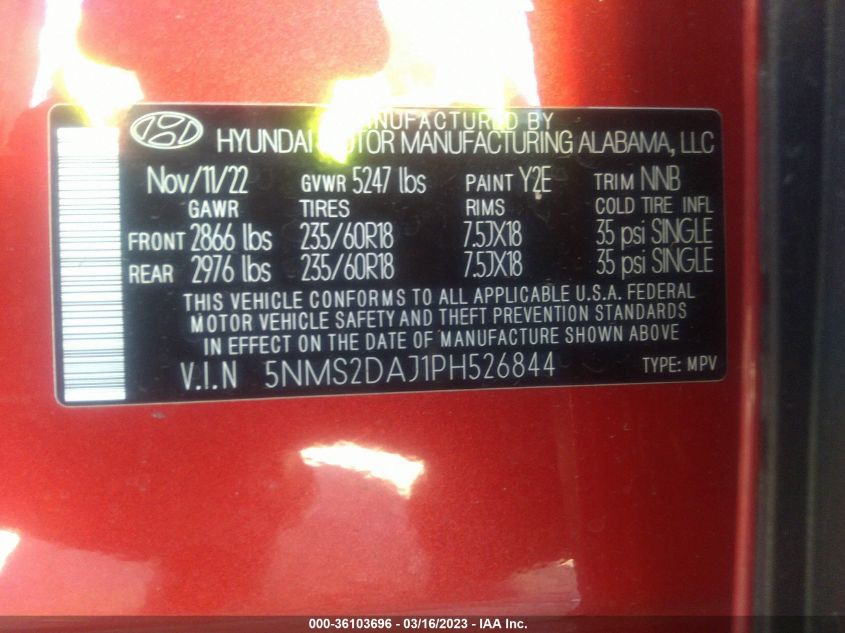 MANUFACTURED BY
HYUNDAI MOTOR MANUFACTURING ALABAMA, LLC
Nov/11/22 GVWR 5247 lbs PAINT Y2E TRIM NNB
GAWR TIRES RIMS COLD TIRE INFL
FRONT 2866 lbs 235/60R18 7.5JX18 35 psi SINGLE
REAR 2976 lbs 235/60R18 7.5JX18 35 psi SINGLE
THIS VEHICLE CONFORMS TO ALL APPLICABLE U.S.A. FEDERAL
MOTOR VEHICLE SAFETY AND THEFT PREVENTION STANDARDS
IN EFFECT ON THE DATE OF MANUFACTURE SHOWN ABOVE
V.I.N 5NMS2DAJ1PH526844 TYPE: MPV
000-36103696 - 03/16/2023 - IAA Inc.